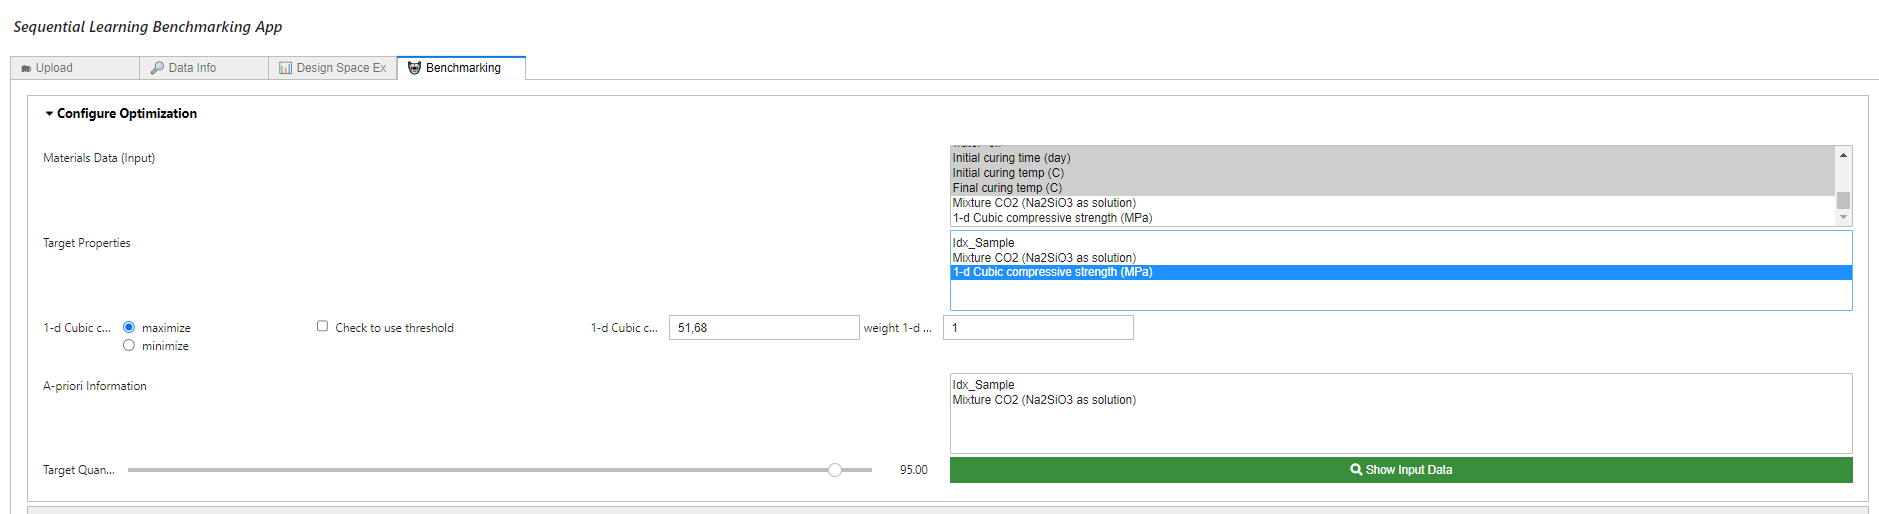 Sequential Learning Benchmarking App
Upload
Data Info
Design Space Ex
Benchmarking
Configure Optimization
Materials Data (Input)
Initial curing time (day)
Initial curing temp (C)
Final curing temp (C)
Mixture CO2 (Na2SiO3 as solution)
1-d Cubic compressive strength (MPa)
Target Properties
Idx_Sample
Mixture CO2 (Na2SiO3 as solution)
1-d Cubic compressive strength (MPa)
1-d Cubic c... maximize Check to use threshold 1-d Cubic c... 51,68 weight 1-d ... 1
minimize
A-priori Information
Idx_Sample
Mixture CO2 (Na2SiO3 as solution)
Target Quan... 95.00 Show Input Data